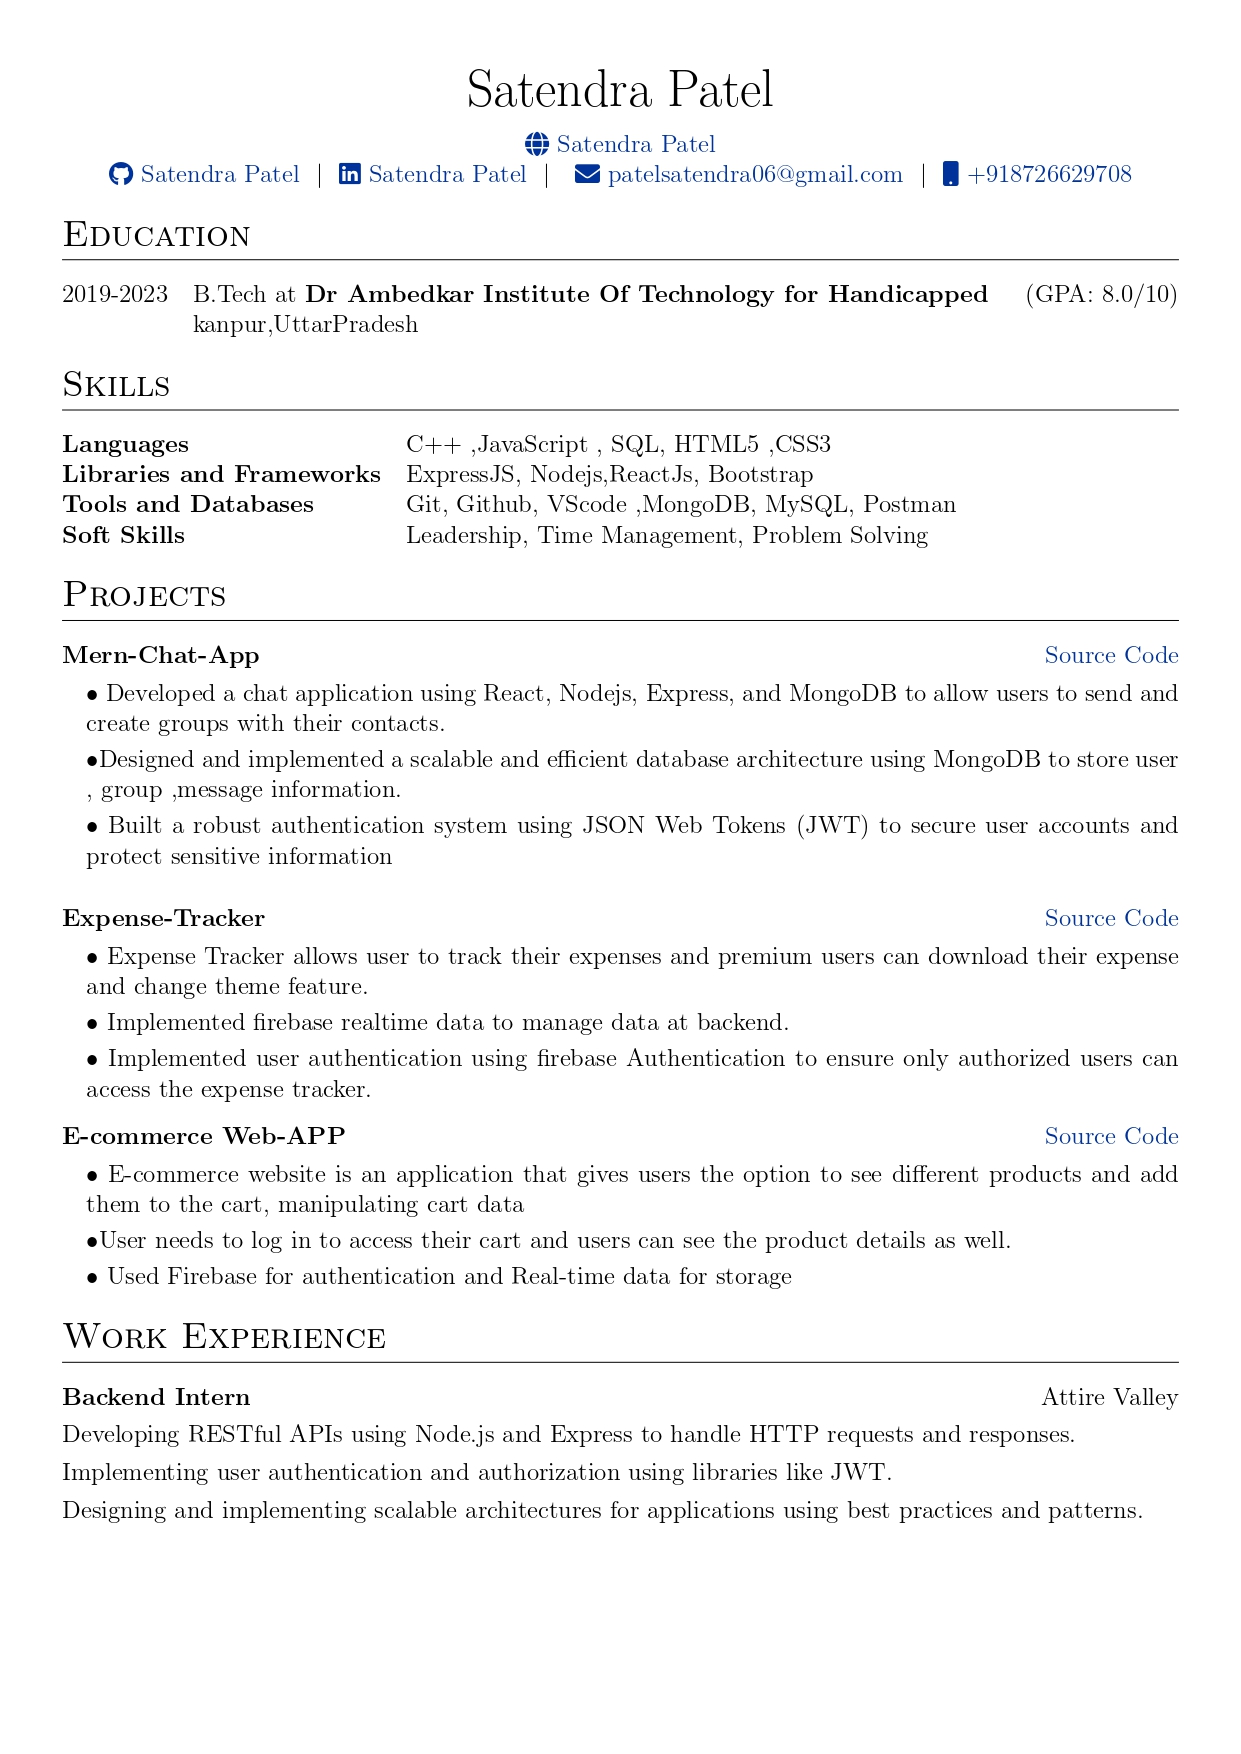 Satendra Patel
Satendra Patel
Satendra Patel | Satendra Patel | patelsatendra06@gmail.com | +918726629708
Education
2019-2023 B.Tech at Dr Ambedkar Institute Of Technology for Handicapped (GPA: 8.0/10)
kanpur,UttarPradesh
Skills
Languages C++ ,JavaScript , SQL, HTML5 ,CSS3
Libraries and Frameworks ExpressJS, Nodejs,ReactJs, Bootstrap
Tools and Databases Git, Github, VScode ,MongoDB, MySQL, Postman
Soft Skills Leadership, Time Management, Problem Solving
Projects
Mern-Chat-App Source Code
• Developed a chat application using React, Nodejs, Express, and MongoDB to allow users to send and
create groups with their contacts.
•Designed and implemented a scalable and efficient database architecture using MongoDB to store user
, group ,message information.
• Built a robust authentication system using JSON Web Tokens (JWT) to secure user accounts and
protect sensitive information
Expense-Tracker Source Code
• Expense Tracker allows user to track their expenses and premium users can download their expense
and change theme feature.
• Implemented firebase realtime data to manage data at backend.
• Implemented user authentication using firebase Authentication to ensure only authorized users can
access the expense tracker.
E-commerce Web-APP Source Code
• E-commerce website is an application that gives users the option to see different products and add
them to the cart, manipulating cart data
•User needs to log in to access their cart and users can see the product details as well.
• Used Firebase for authentication and Real-time data for storage
Work Experience
Backend Intern Attire Valley
Developing RESTful APIs using Node.js and Express to handle HTTP requests and responses.
Implementing user authentication and authorization using libraries like JWT.
Designing and implementing scalable architectures for applications using best practices and patterns.